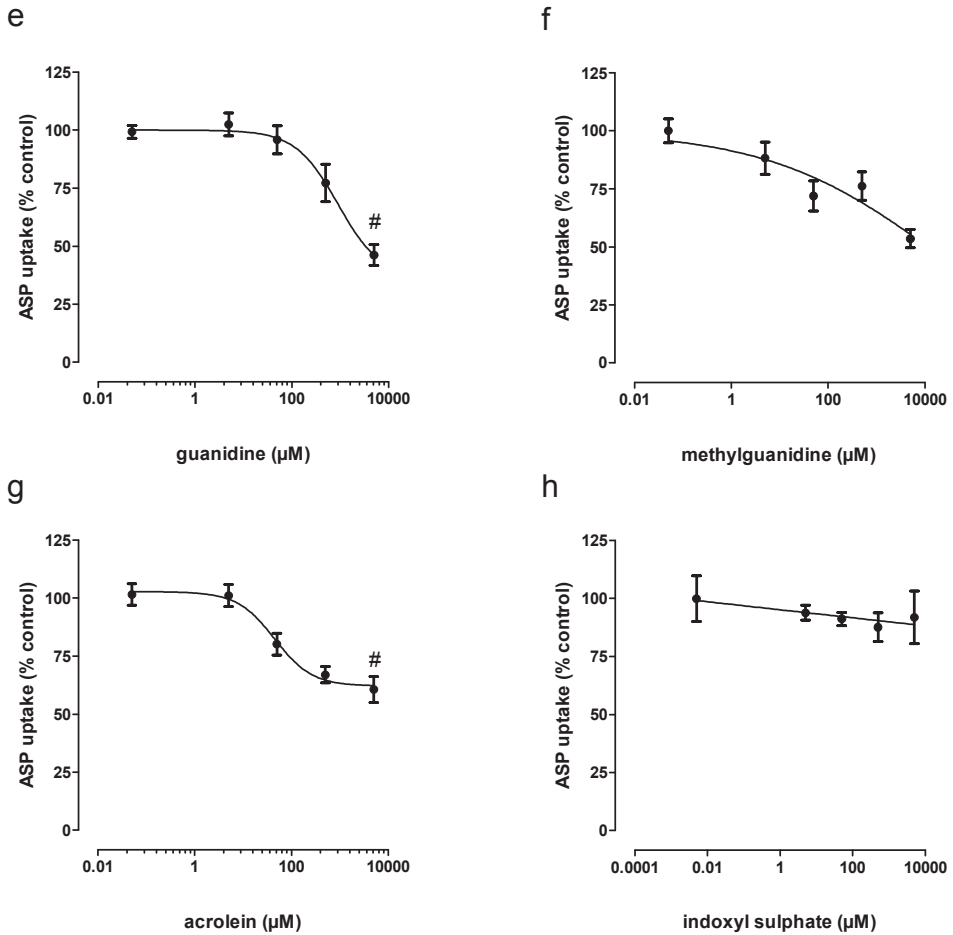 e
ASP uptake (% control)
125
100
75
50
25
0
#
0.01 1 100 10000
guanidine (µM)
f
ASP uptake (% control)
125
100
75
50
25
0
0.01 1 100 10000
methylguanidine (µM)
g
ASP uptake (% control)
125
100
75
50
25
0
#
0.01 1 100 10000
acrolein (µM)
h
ASP uptake (% control)
125
100
75
50
25
0
0.0001 0.01 1 100 10000
indoxyl sulphate (µM)